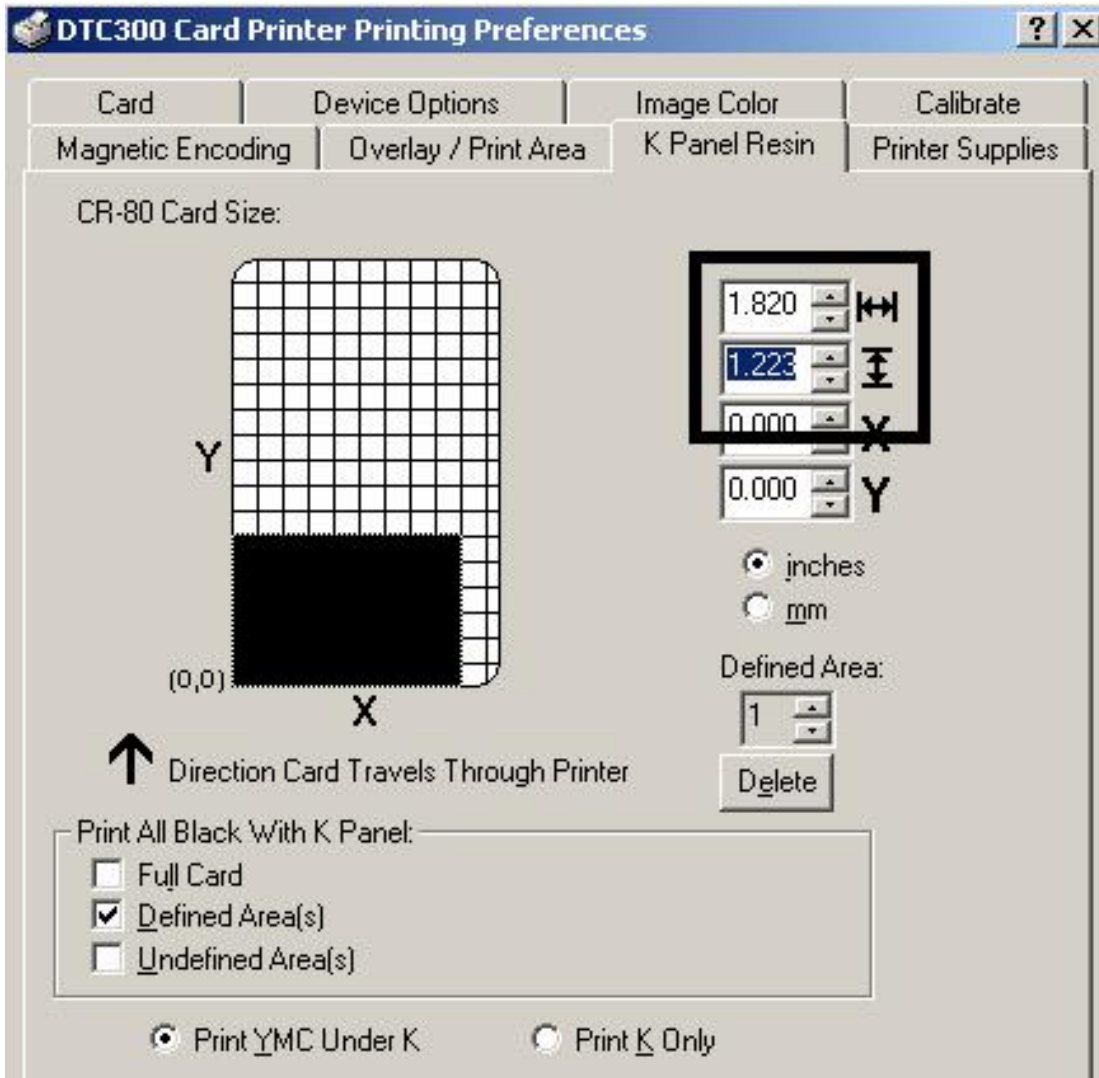 DTC300 Card Printer Printing Preferences
Card Device Options Image Color Calibrate
Magnetic Encoding Overlay / Print Area K Panel Resin Printer Supplies
CR-80 Card Size:
1.820
1.223
0.000 X
Y
0.000 Y
inches
mm
(0,0)
X
Defined Area:
1
Direction Card Travels Through Printer
Delete
Print All Black With K Panel:
Full Card
Defined Area(s)
Undefined Area(s)
Print YMC Under K Print K Only